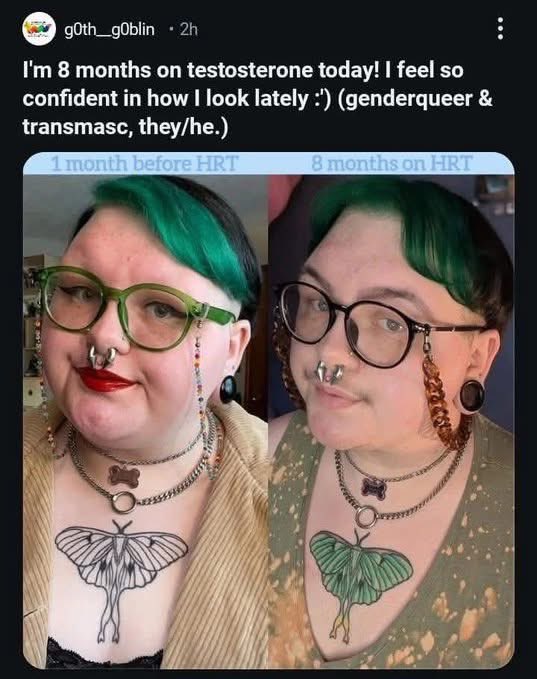 g0th__g0blin • 2h
I'm 8 months on testosterone today! I feel so
confident in how I look lately :') (genderqueer &
transmasc, they/he.)
1 month before HRT
8 months on HRT